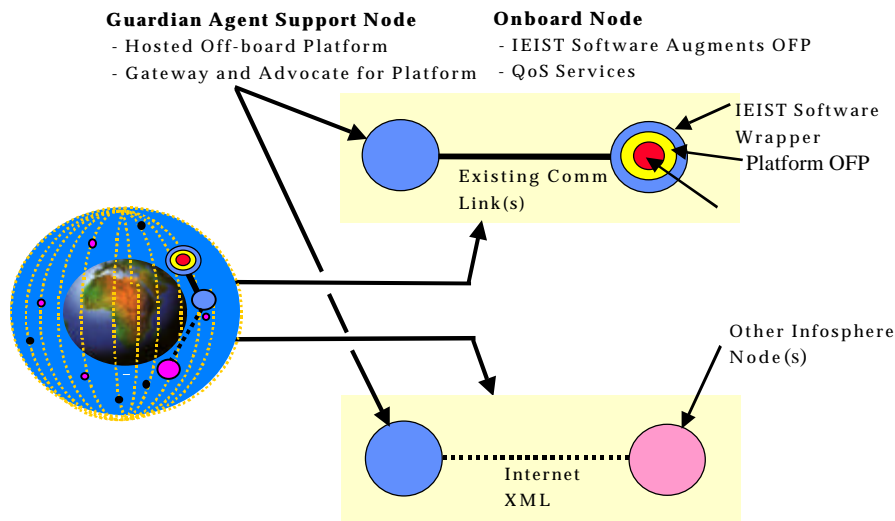 Guardian Agent Support Node
- Hosted Off-board Platform
- Gateway and Advocate for Platform
Onboard Node
- IEIST Software Augments OFP
- QoS Services
IEIST Software
Wrapper
Platform OFP
Existing Comm
Link(s)
Other Infosphere
Node(s)
Internet
XML